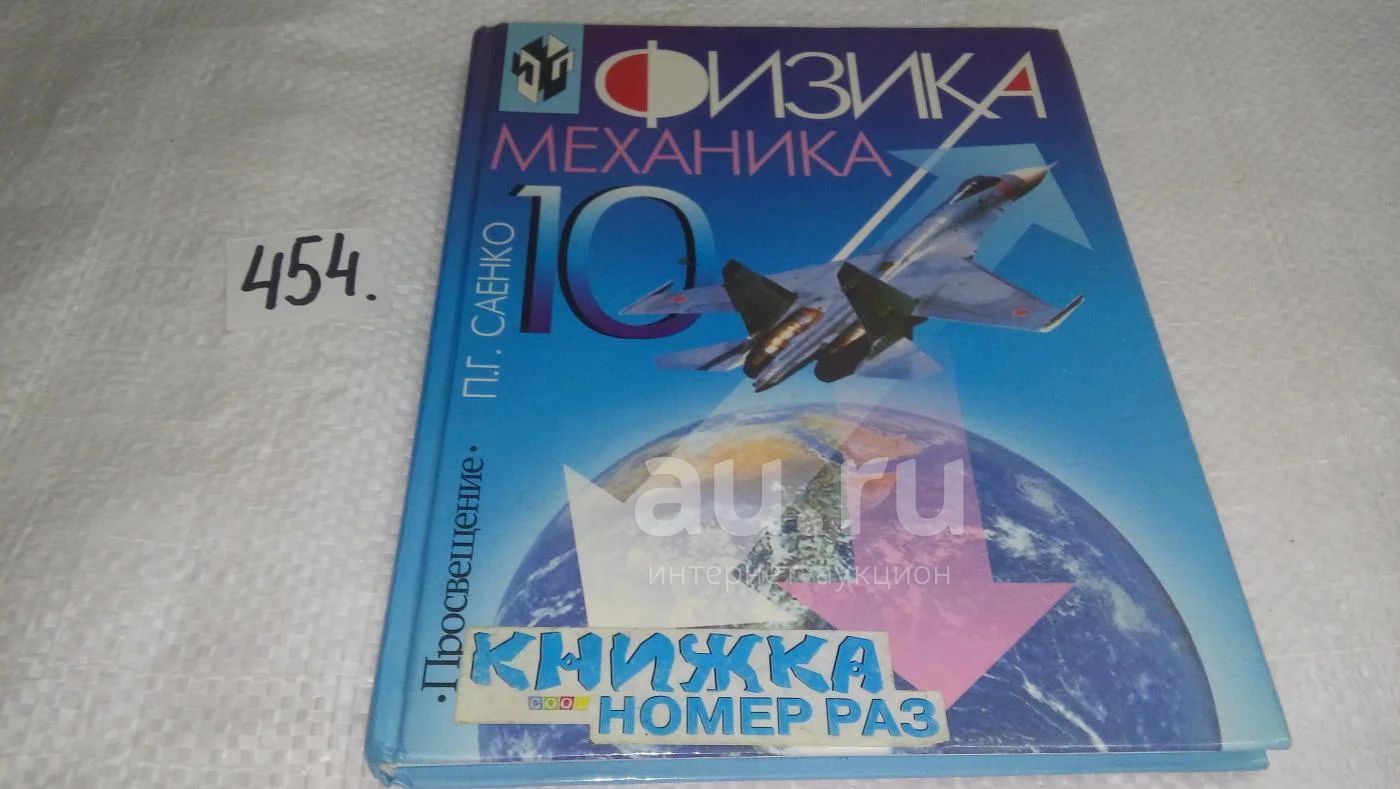 ФИЗИКА
МЕХАНИКА
10
П.Г. САЕНКО
·Просвещение·
454.
au.ru
интернет аукцион
КНИЖКА
COOL
НОМЕР РАЗ